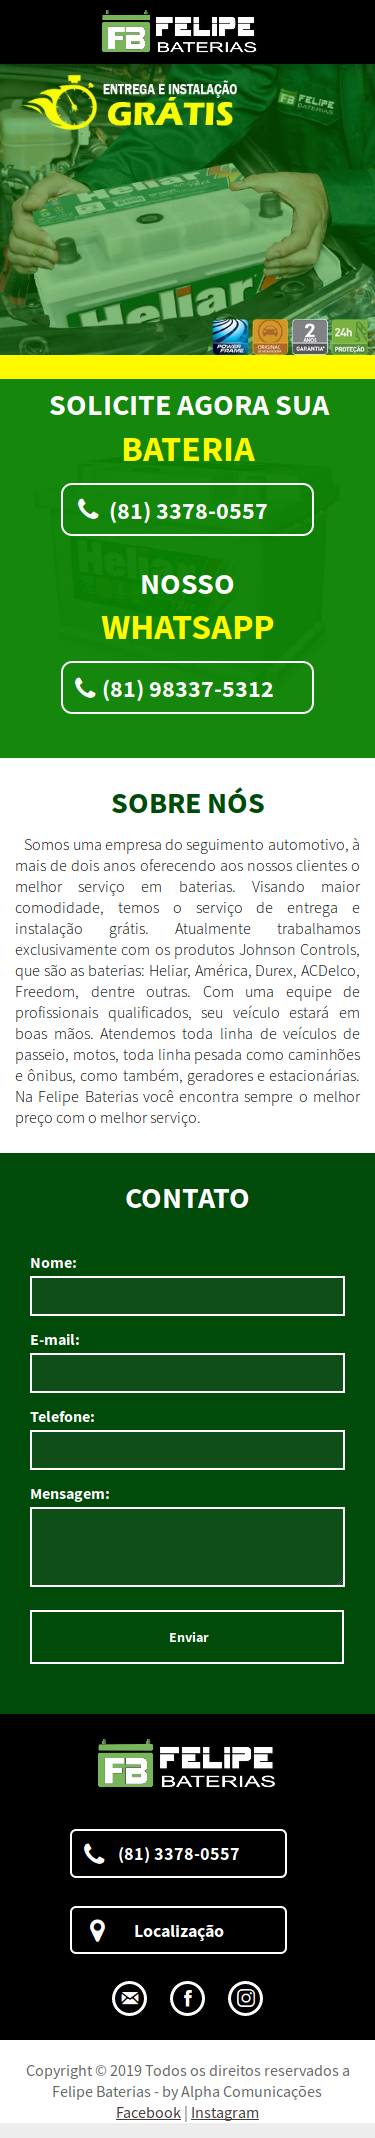 FB FELIPE
BATERIAS
ENTREGA E INSTALAÇÃO
GRÁTIS
FB FELIPE
BATERIAS
Heliar
Heliar
POWER
FRAME
ORIGINAL
2
ANOS
GARANTIA*
24h
PROTEÇÃO
SOLICITE AGORA SUA
BATERIA
(81) 3378-0557
Heliar
NOSSO
WHATSAPP
(81) 98337-5312
SOBRE NÓS
Somos uma empresa do seguimento automotivo, à
mais de dois anos oferecendo aos nossos clientes o
melhor serviço em baterias. Visando maior
comodidade, temos o serviço de entrega e
instalação grátis. Atualmente trabalhamos
exclusivamente com os produtos Johnson Controls,
que são as baterias: Heliar, América, Durex, ACDelco,
Freedom, dentre outras. Com uma equipe de
profissionais qualificados, seu veículo estará em
boas mãos. Atendemos toda linha de veículos de
passeio, motos, toda linha pesada como caminhões
e ônibus, como também, geradores e estacionárias.
Na Felipe Baterias você encontra sempre o melhor
preço com o melhor serviço.
CONTATO
Nome:
E-mail:
Telefone:
Mensagem:
Enviar
FB FELIPE
BATERIAS
(81) 3378-0557
Localização
Copyright © 2019 Todos os direitos reservados a
Felipe Baterias - by Alpha Comunicações
Facebook | Instagram